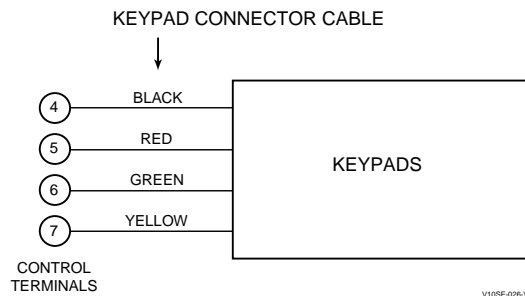 KEYPAD CONNECTOR CABLE
4
BLACK
5
RED
6
GREEN
7
YELLOW
KEYPADS
CONTROL
TERMINALS